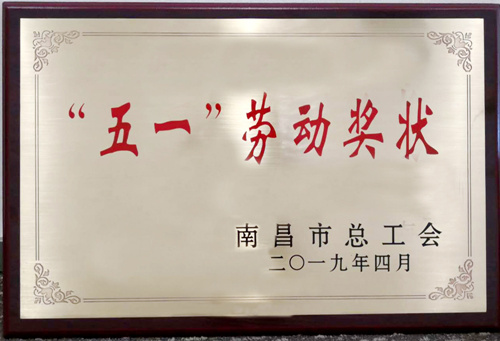 “五一”劳动奖状
南昌市总工会
二〇一九年四月